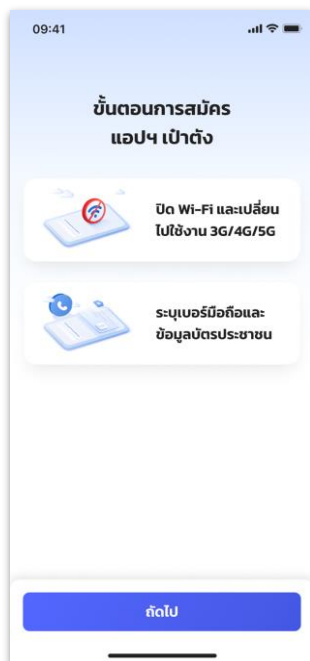 09:41
ขั้นตอนการสมัคร
แอปฯ เป๋าตัง
ปิด Wi-Fi และเปลี่ยน
ไปใช้งาน 3G/4G/5G
ระบุเบอร์มือถือและ
ข้อมูลบัตรประชาชน
ถัดไป